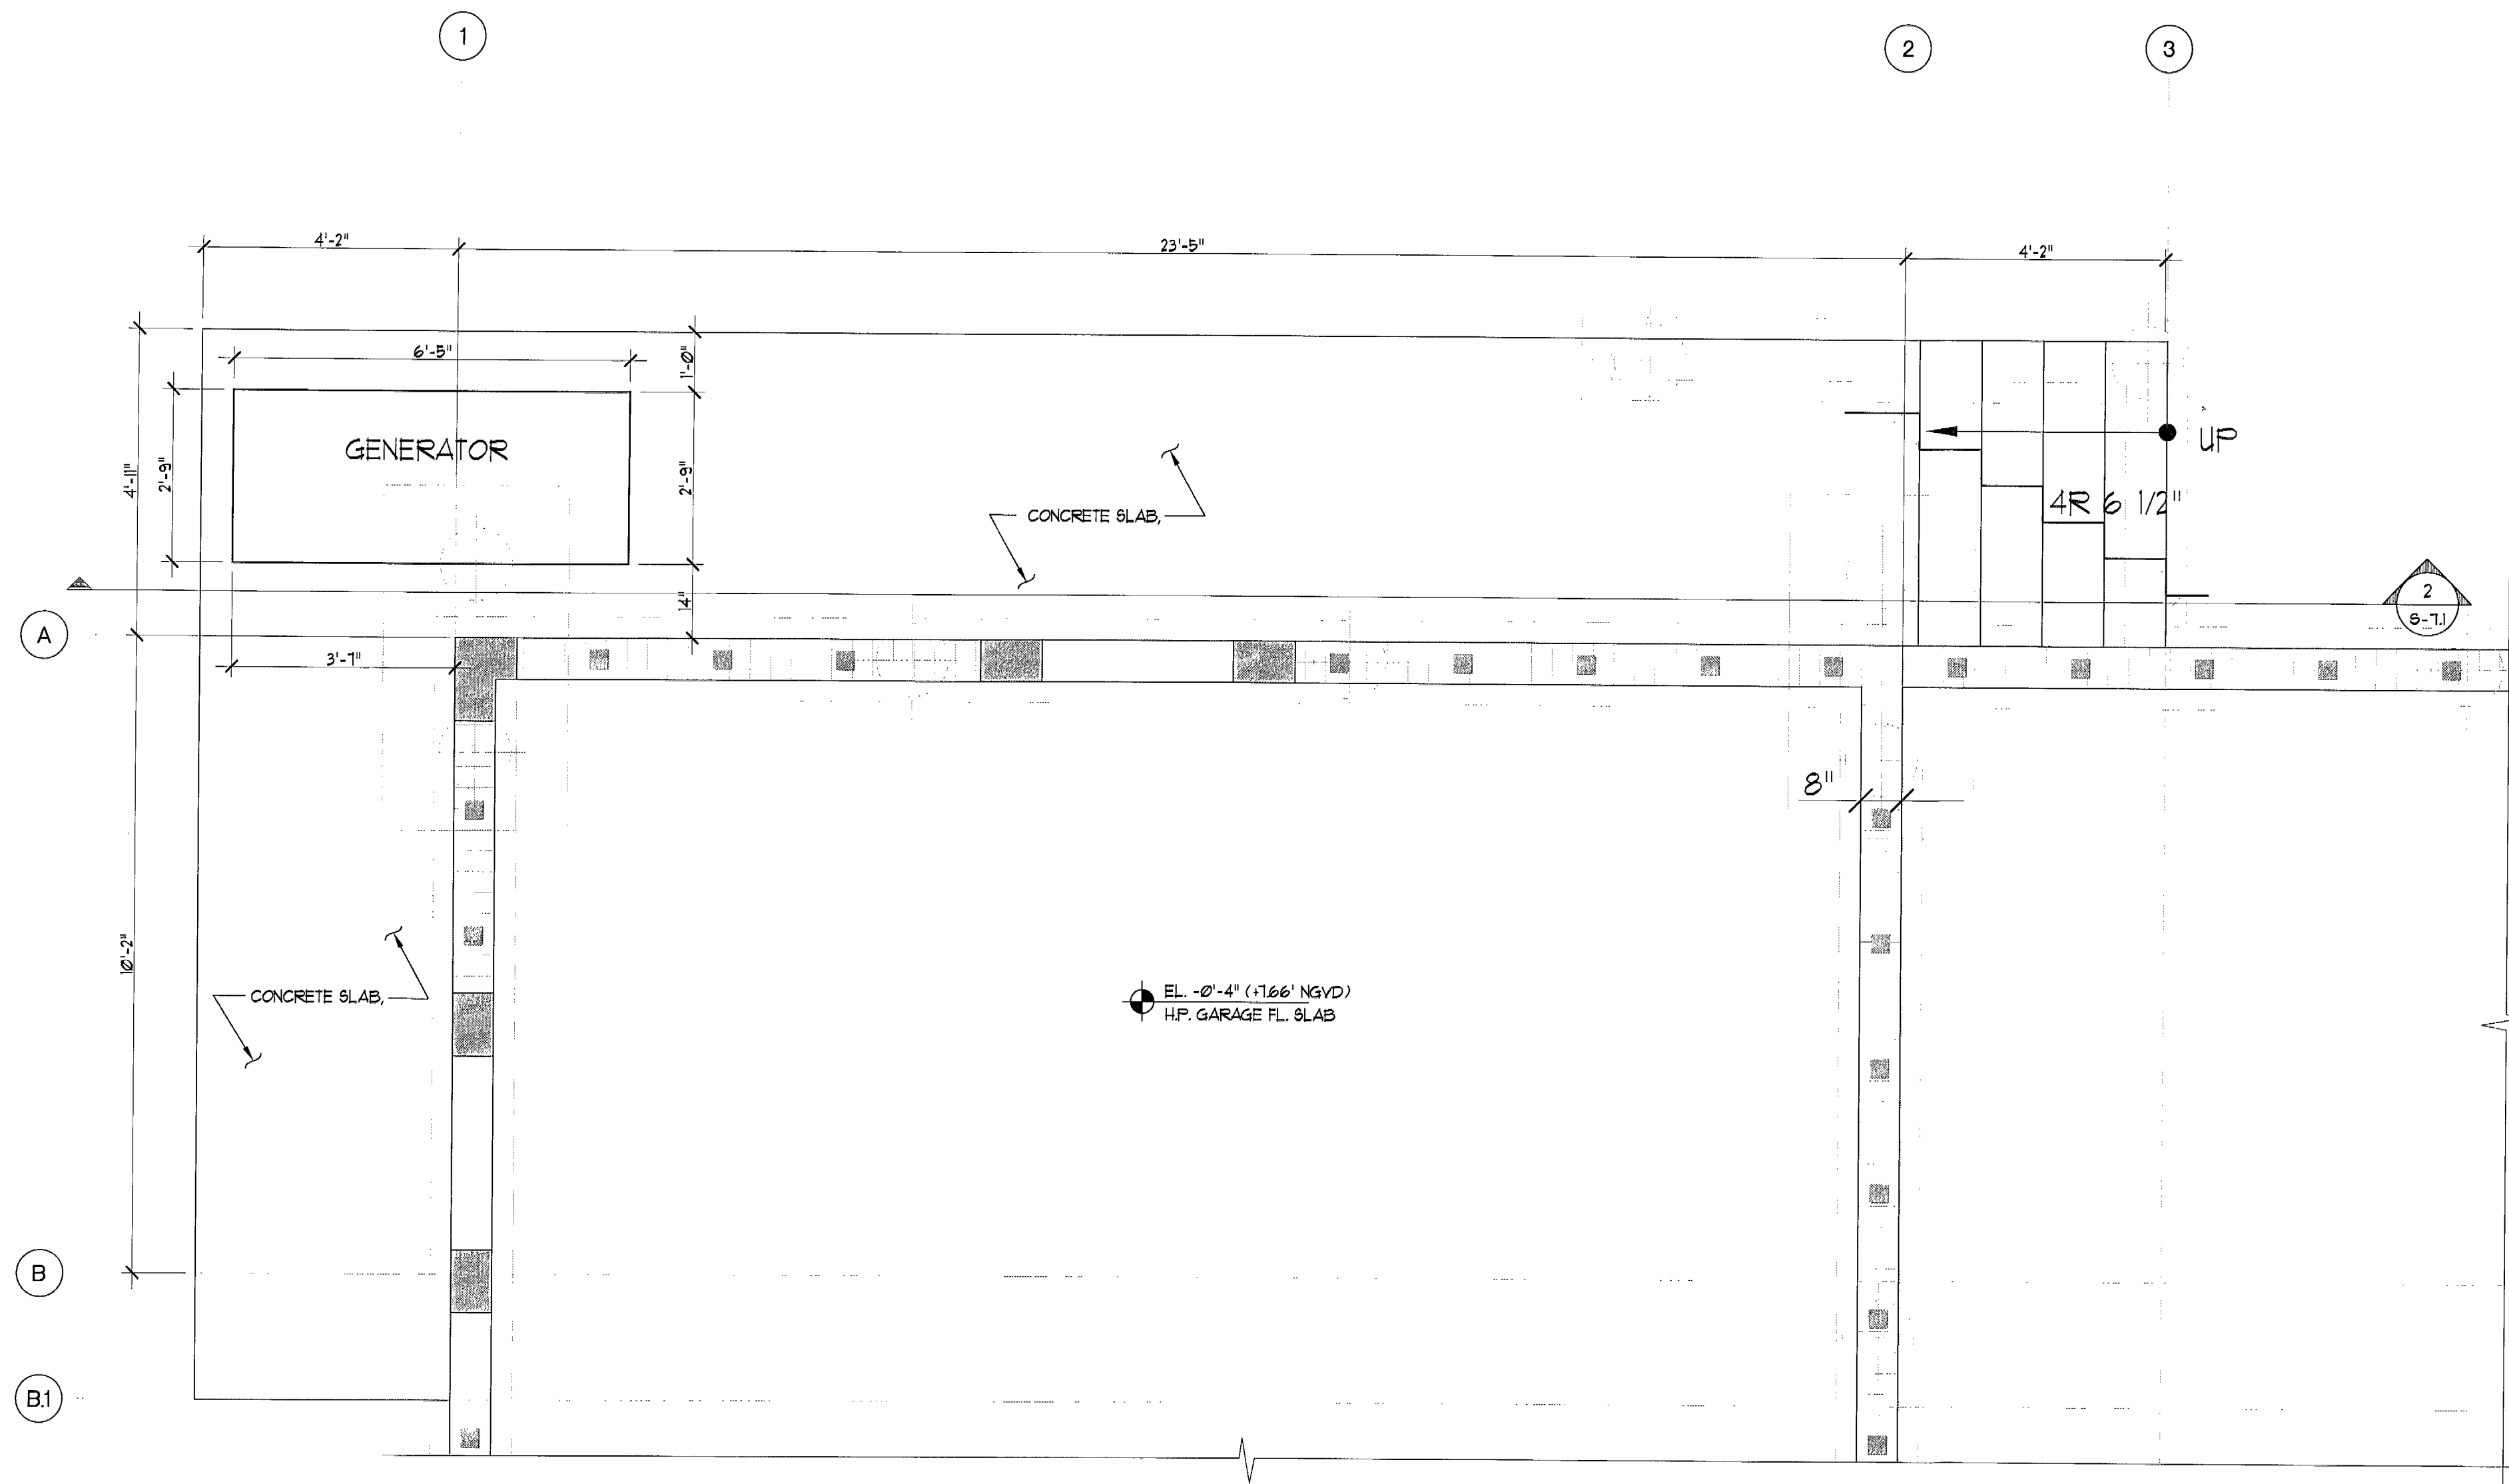 1
2
3
4'-2"
23'-5"
4'-2"
6'-5"
1'-0"
GENERATOR
UP
4'-11"
2'-9"
2'-9"
4R 6 1/2"
CONCRETE SLAB,
2
S-7.1
14"
A
3'-7"
8"
10'-2"
CONCRETE SLAB,
EL. -0'-4" (+7.66' NGVD)
H.P. GARAGE FL. SLAB
B
B.1